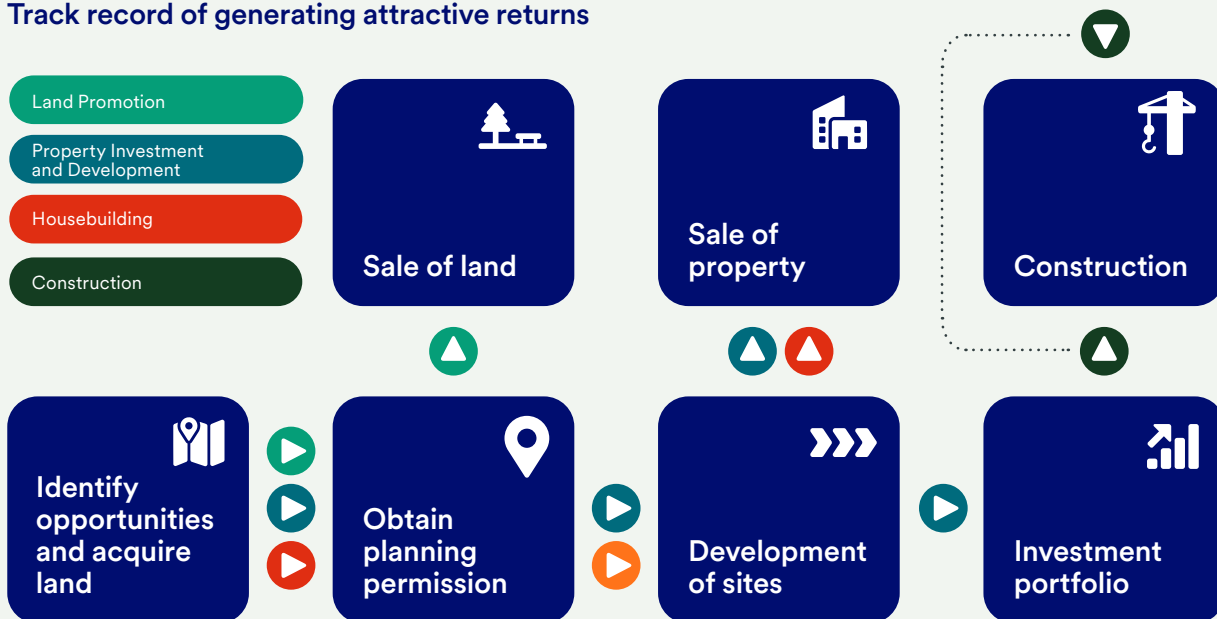 Track record of generating attractive returns
Land Promotion
Property Investment
and Development
Housebuilding
Construction
Sale of land
Sale of
property
Construction
Identify
opportunities
and acquire
land
Obtain
planning
permission
Development
of sites
Investment
portfolio